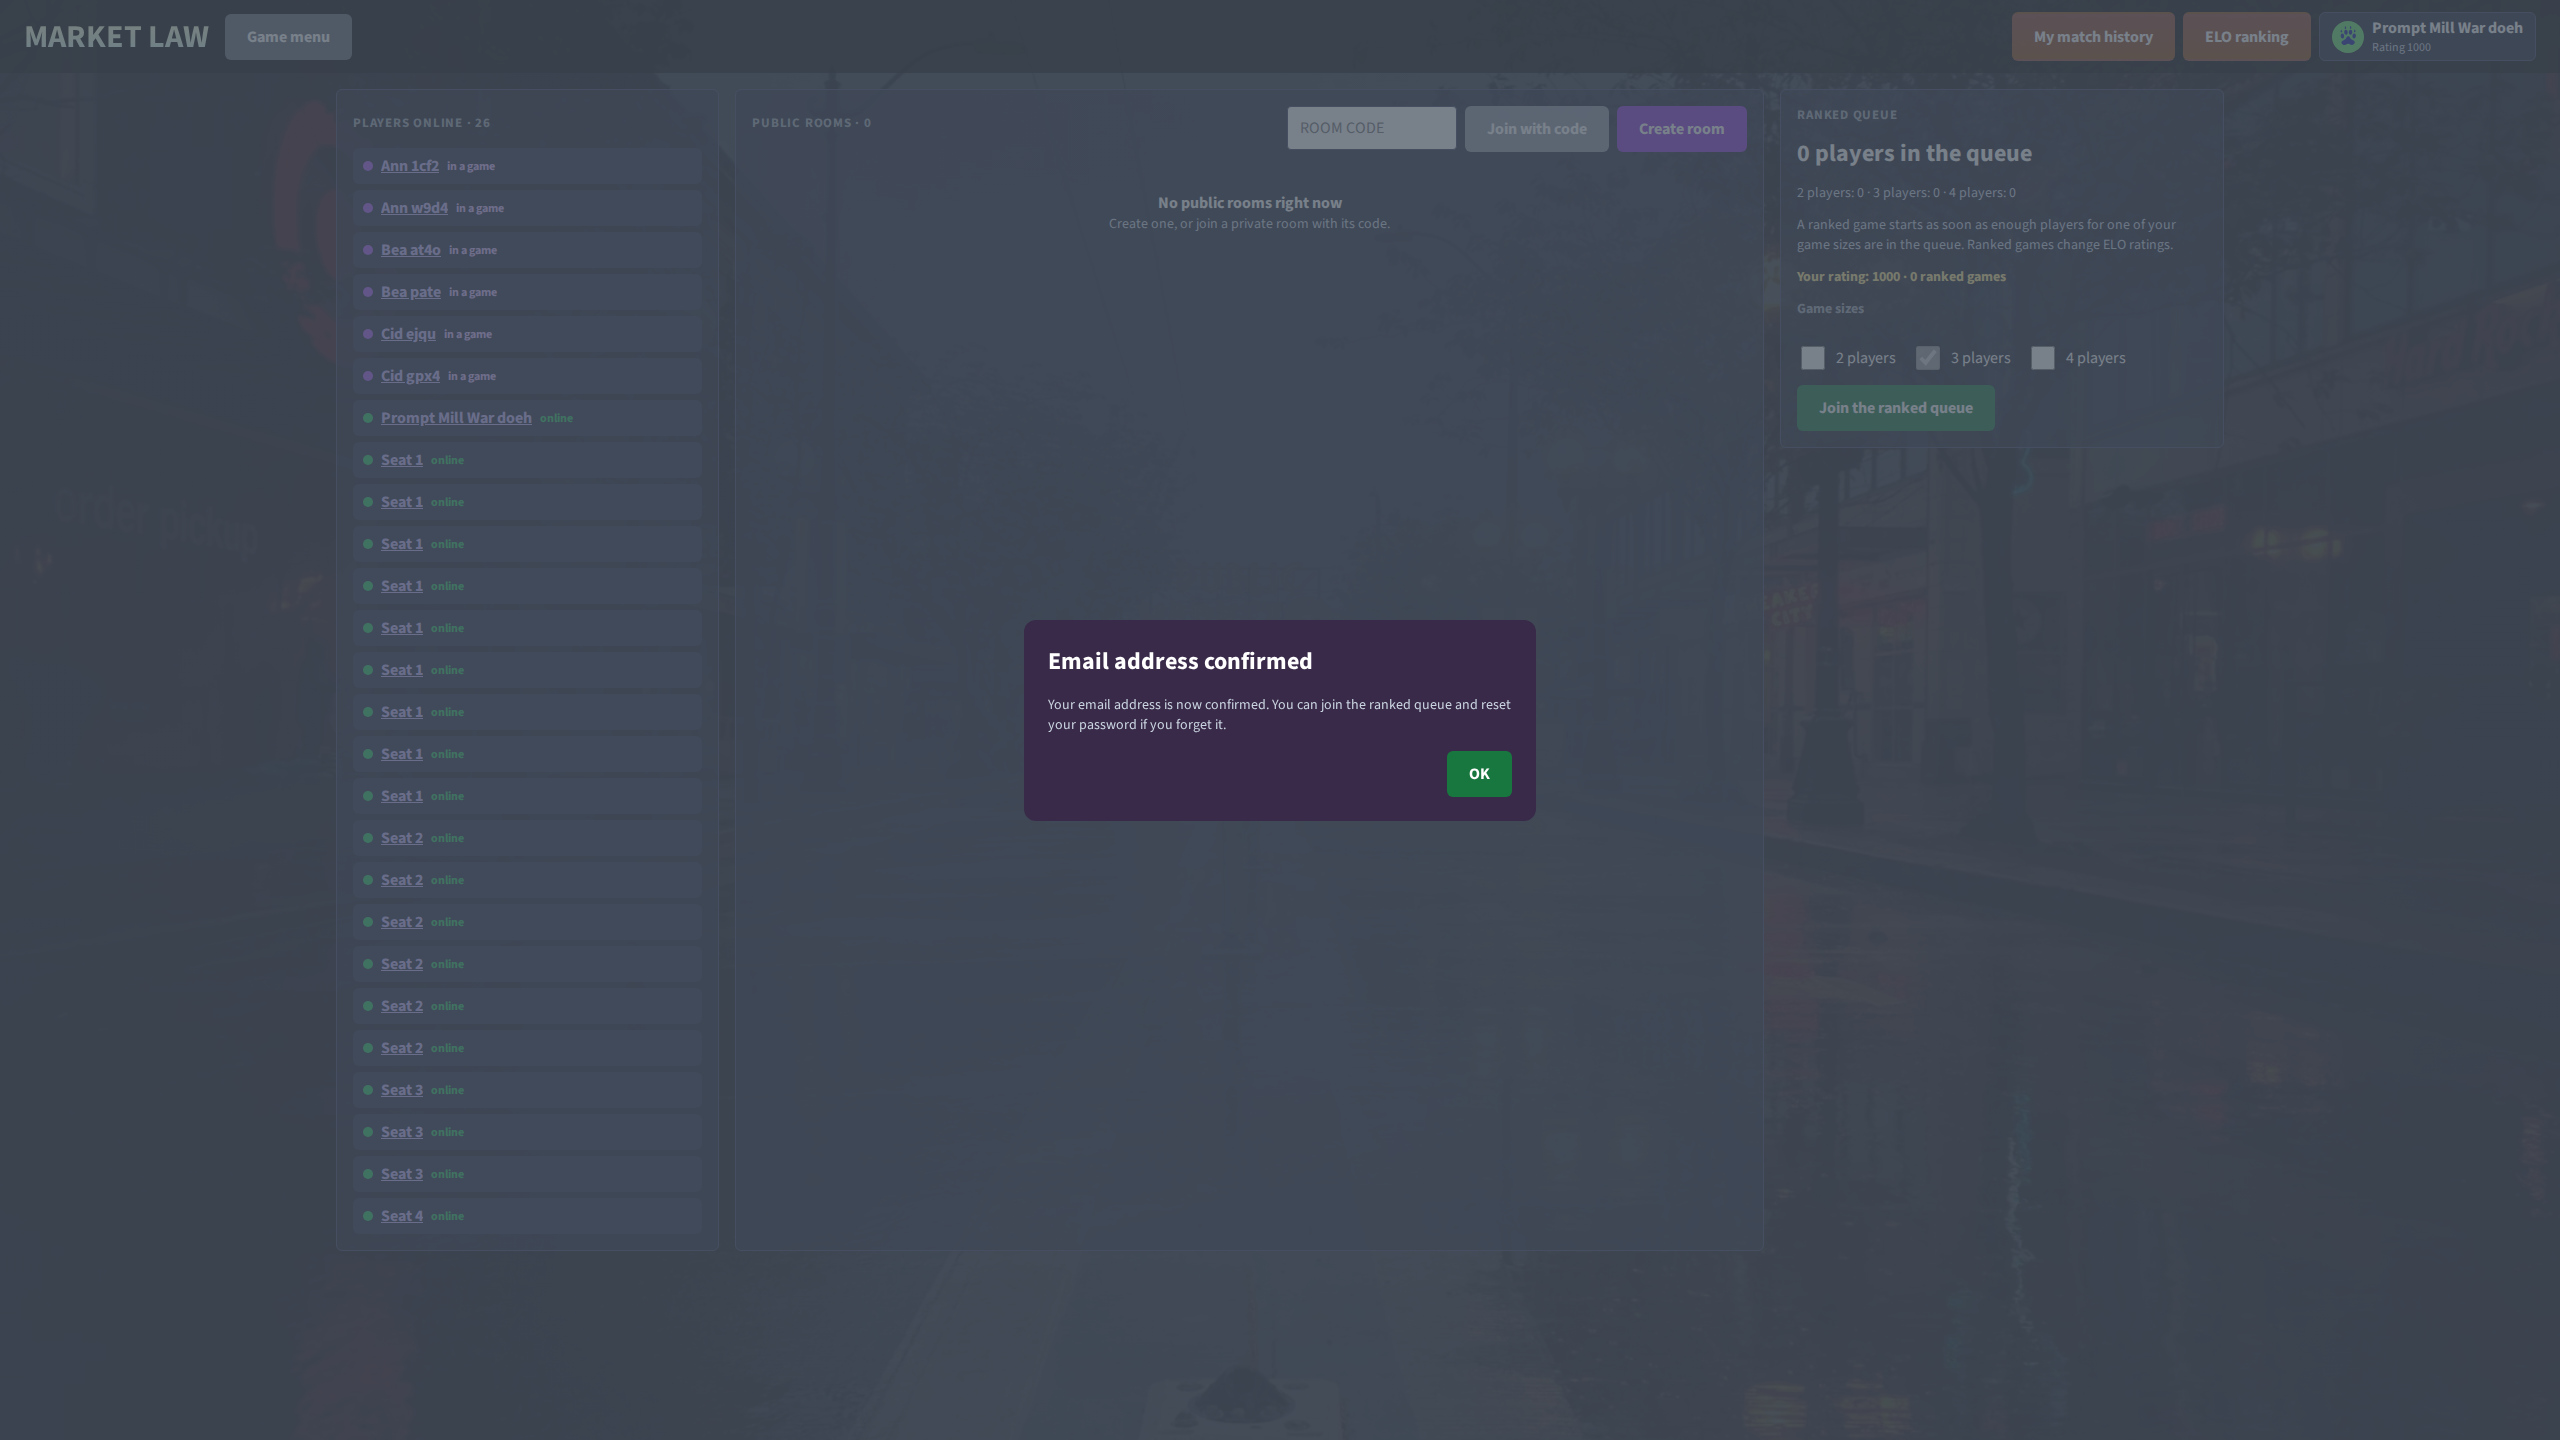 MARKET LAW
Game menu
My match history
ELO ranking
Prompt Mill War doeh
Rating 1000
PLAYERS ONLINE · 26
Ann 1cf2 in a game
Ann w9d4 in a game
Bea at4o in a game
Bea pate in a game
Cid ejqu in a game
Cid gpx4 in a game
Prompt Mill War doeh online
Seat 1 online
Seat 1 online
Seat 1 online
Seat 1 online
Seat 1 online
Seat 1 online
Seat 1 online
Seat 1 online
Seat 1 online
Seat 2 online
Seat 2 online
Seat 2 online
Seat 2 online
Seat 2 online
Seat 2 online
Seat 3 online
Seat 3 online
Seat 3 online
Seat 4 online
PUBLIC ROOMS · 0
ROOM CODE
Join with code
Create room
No public rooms right now
Create one, or join a private room with its code.
RANKED QUEUE
0 players in the queue
2 players: 0 · 3 players: 0 · 4 players: 0
A ranked game starts as soon as enough players for one of your
game sizes are in the queue. Ranked games change ELO ratings.
Your rating: 1000 · 0 ranked games
Game sizes
2 players
3 players
4 players
Join the ranked queue
Email address confirmed
Your email address is now confirmed. You can join the ranked queue and reset
your password if you forget it.
OK
order pickup